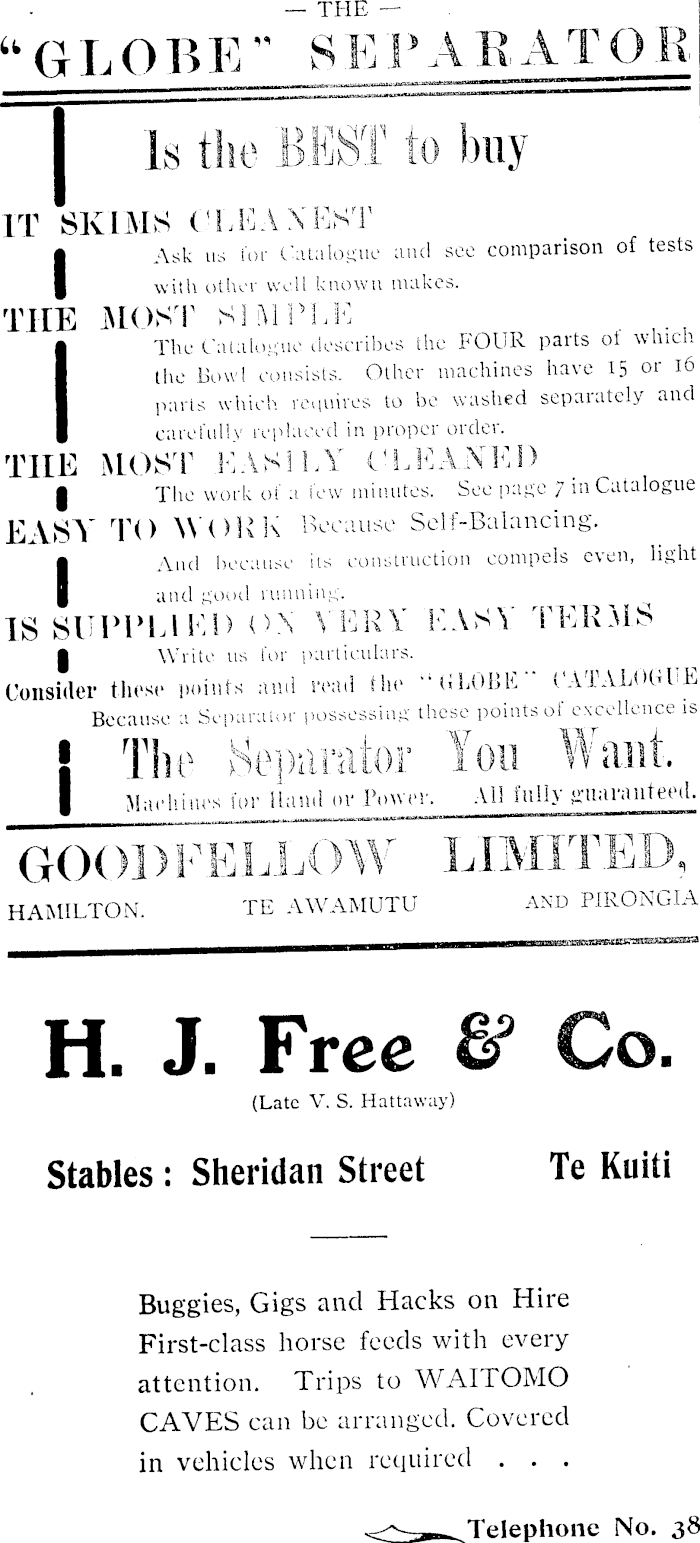 — THE —
“GLOBE” SEPARATOR
Is the BEST to buy
IT SKIMS CLEANEST
Ask us for Catalogue and see comparison of tests
with other well known makes.
THE MOST SIMPLE
The Catalogue describes the FOUR parts of which
the Bowl consists. Other machines have 15 or 16
parts which requires to be washed separately and
carefully replaced in proper order.
THE MOST EASILY CLEANED
The work of a few minutes. See page 7 in Catalogue
EASY TO WORK Because Self-Balancing.
And because its construction compels even, light
and good running.
IS SUPPLIED ON VERY EASY TERMS
Write us for particulars.
Consider these points and read the “GLOBE” CATALOGUE
Because a Separator possessing these points of excellence is
The Separator You Want.
Machines for Hand or Power. All fully guaranteed.
GOODFELLOW LIMITED,
HAMILTON. TE AWAMUTU AND PIRONGIA
H. J. Free & Co.
(Late V. S. Hattaway)
Stables : Sheridan Street Te Kuiti
Buggies, Gigs and Hacks on Hire
First-class horse feeds with every
attention. Trips to WAITOMO
CAVES can be arranged. Covered
in vehicles when required . . .
Telephone No. 38